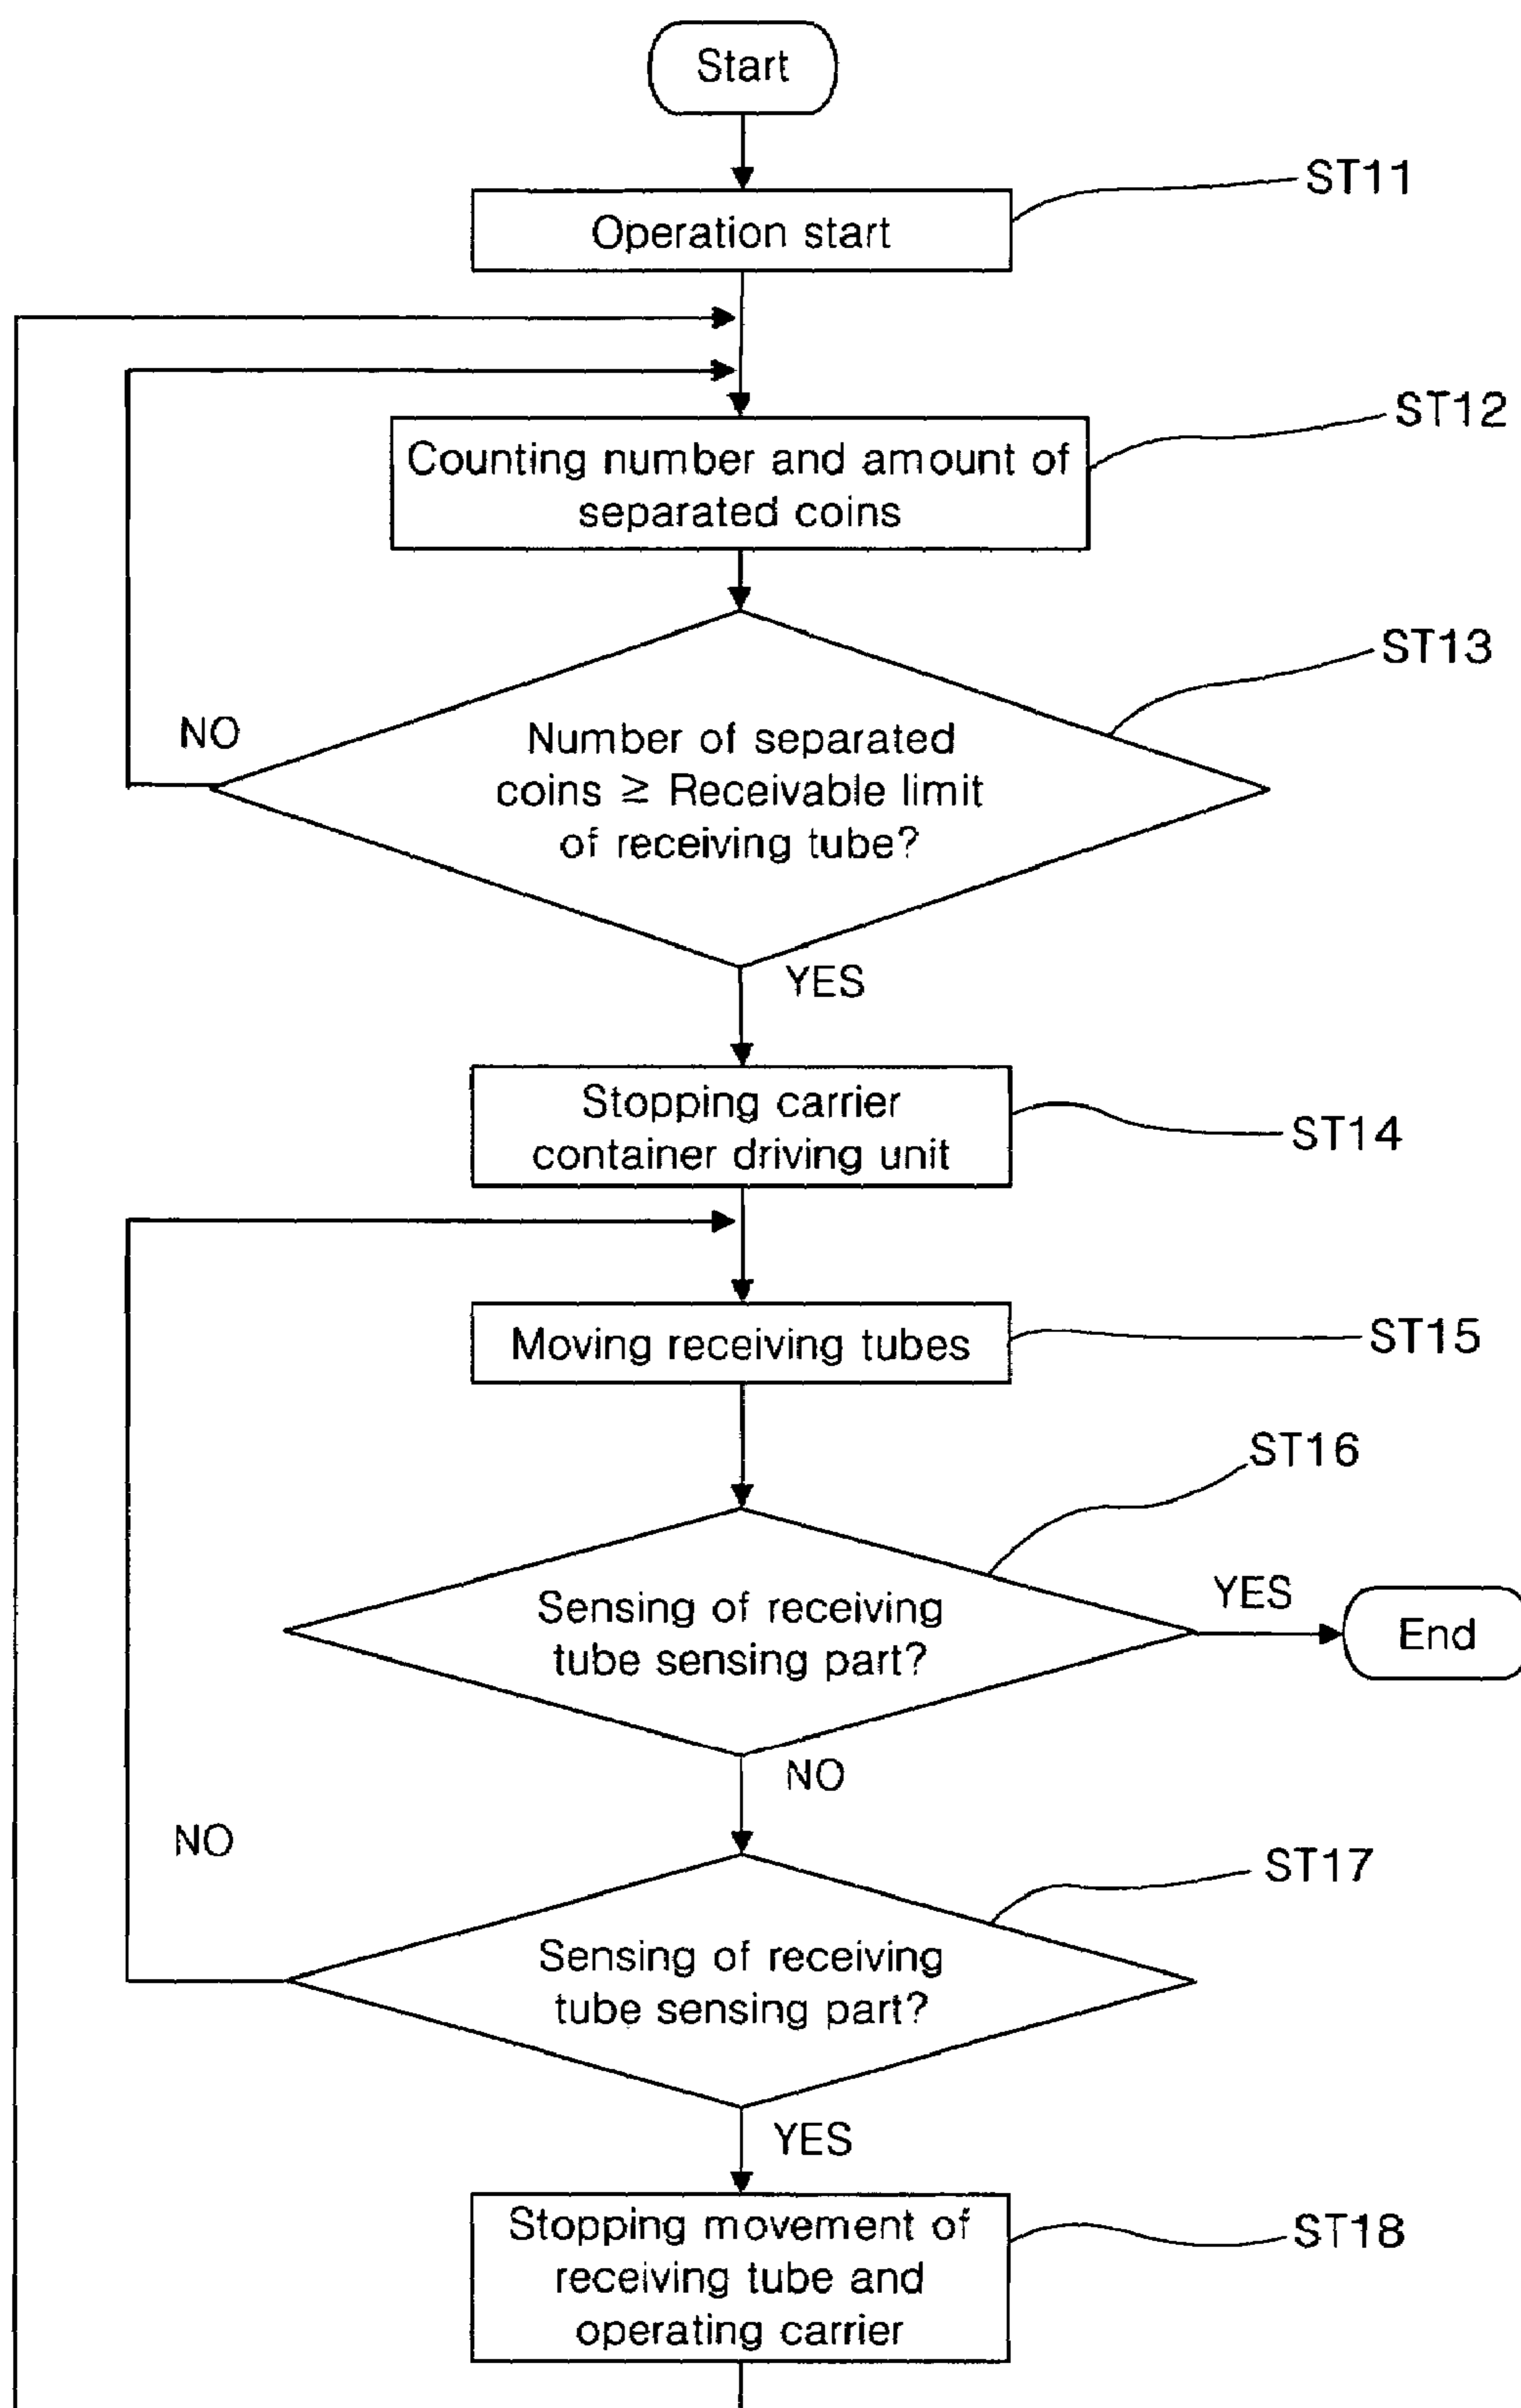 Start
ST11
Operation start
ST12
Counting number and amount of
separated coins
ST13
NO
Number of separated
coins ≥ Receivable limit
of receiving tube?
YES
Stopping carrier
container driving unit
ST14
Moving receiving tubes
ST15
ST16
Sensing of receiving
tube sensing part?
YES
End
NO
NO
ST17
Sensing of receiving
tube sensing part?
YES
Stopping movement of
receiving tube and
operating carrier
ST18